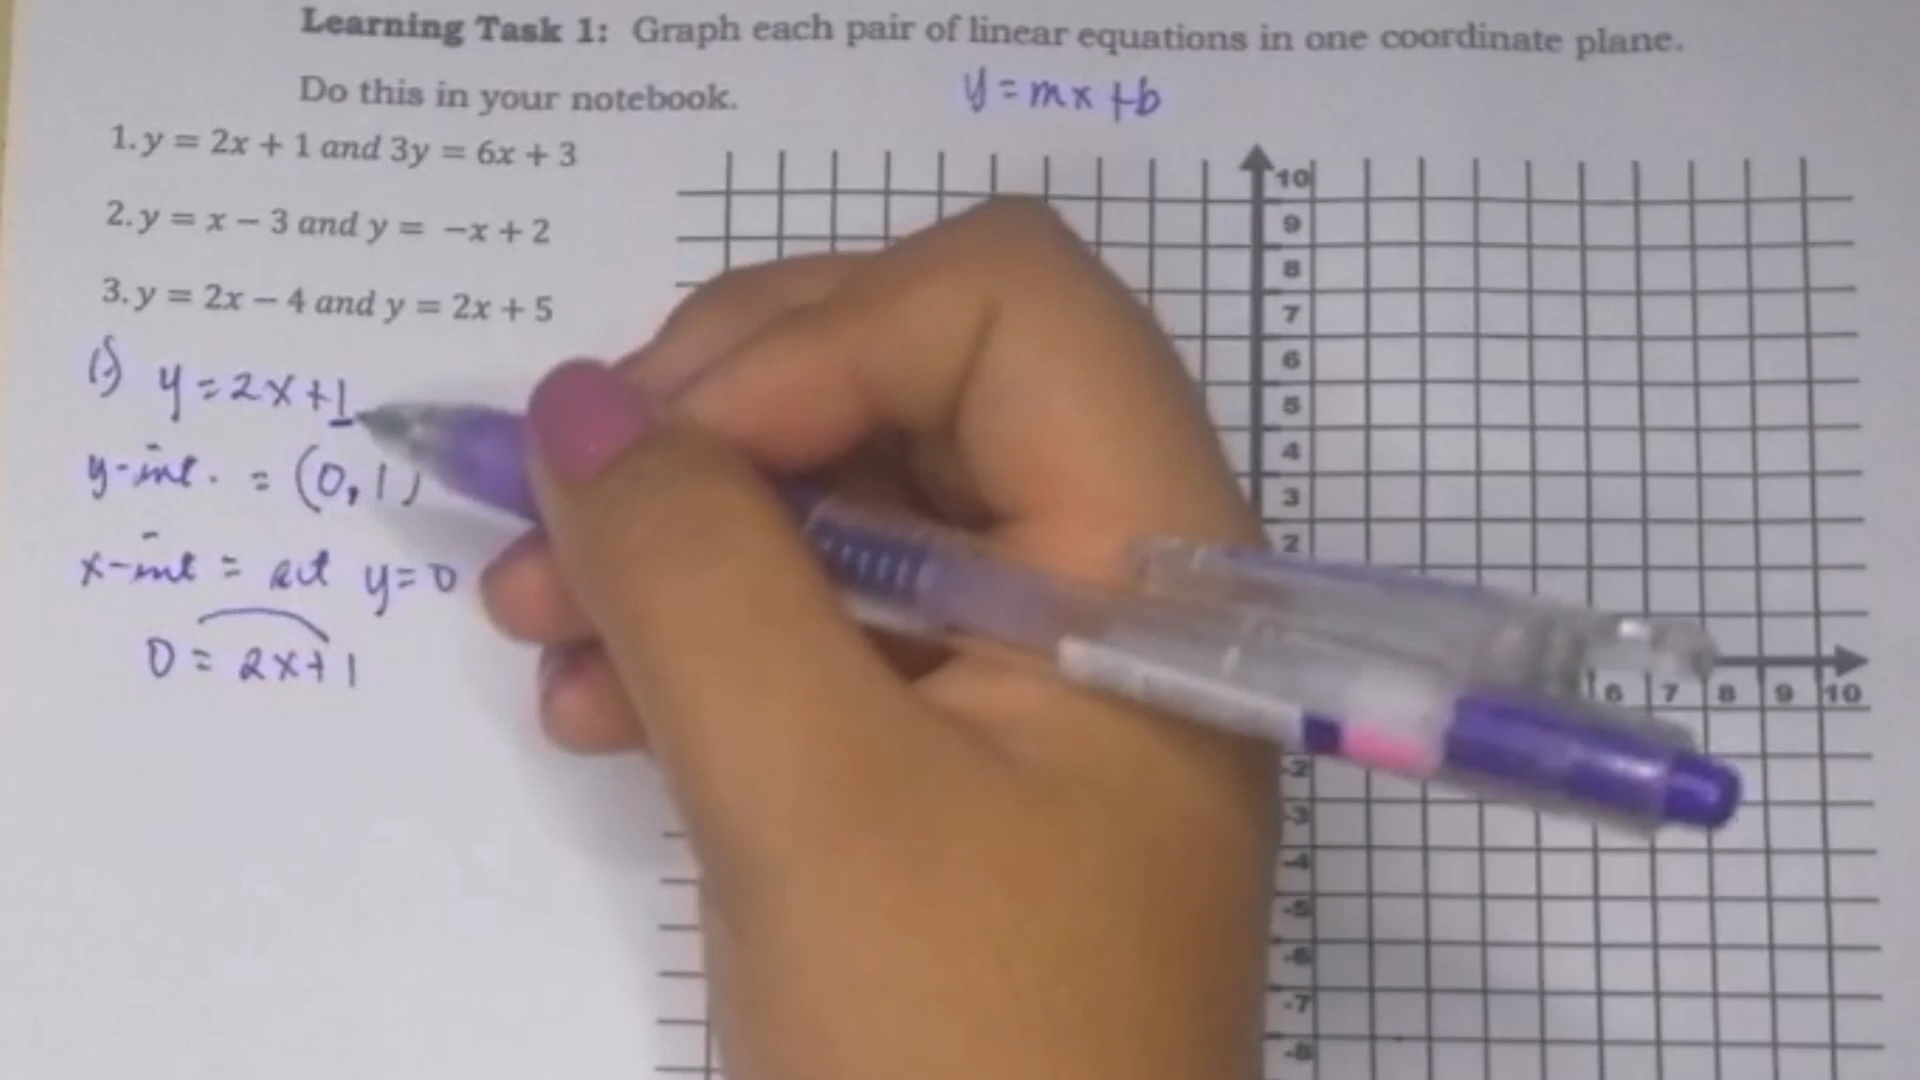 Learning Task 1: Graph each pair of linear equations in one coordinate plane.
Do this in your notebook.
y = mx + b
1. y = 2x + 1 and 3y = 6x + 3
2. y = x − 3 and y = −x + 2
3. y = 2x − 4 and y = 2x + 5
1) y = 2x + 1
y-int. = (0, 1)
x-int = at y = 0
0 = 2x + 1
10
9
8
7
6
5
4
3
2
6 7 8 9 10
-2
-3
-4
-5
-6
-7
-8